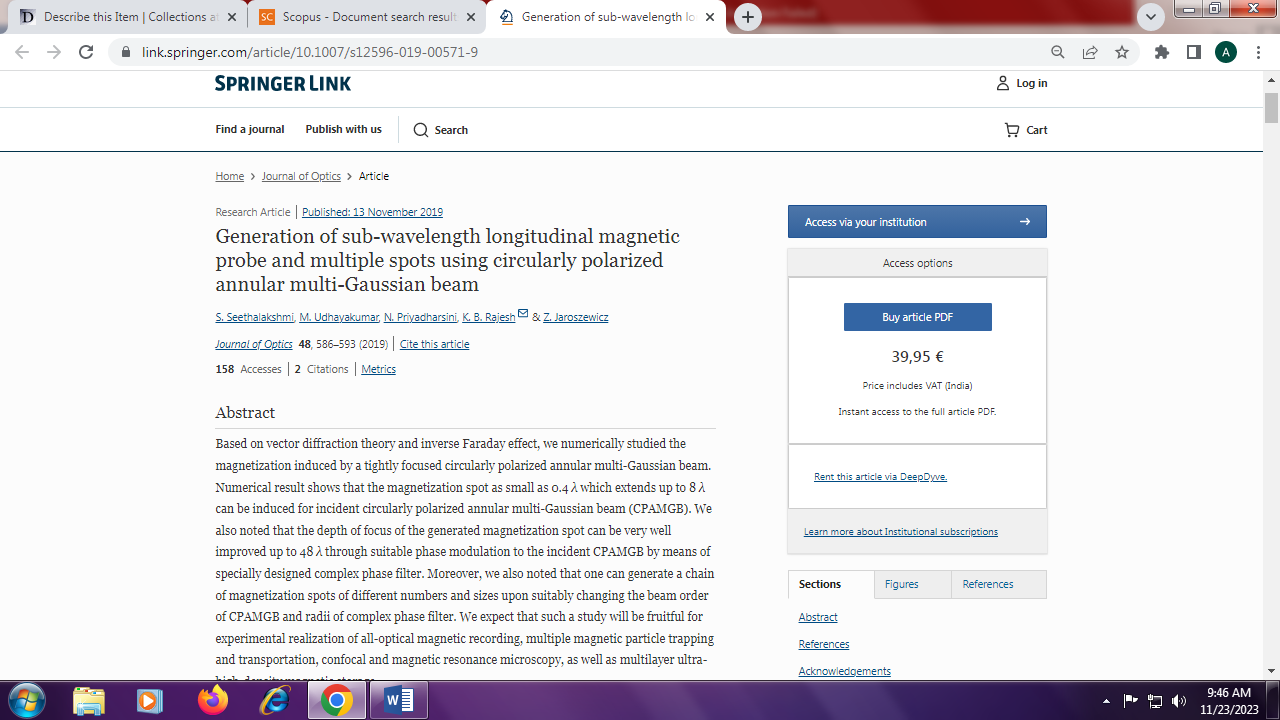 Describe this Item | Collections at
Scopus - Document search result
Generation of sub-wavelength lo
link.springer.com/article/10.1007/s12596-019-00571-9
A
SPRINGER LINK
Log in
Find a journal Publish with us Search Cart
Home > Journal of Optics > Article
Research Article | Published: 13 November 2019
Generation of sub-wavelength longitudinal magnetic
probe and multiple spots using circularly polarized
annular multi-Gaussian beam
S. Seethalakshmi, M. Udhayakumar, N. Priyadharsini, K. B. Rajesh & Z. Jaroszewicz
Journal of Optics 48, 586–593 (2019) | Cite this article
158 Accesses | 2 Citations | Metrics
Abstract
Based on vector diffraction theory and inverse Faraday effect, we numerically studied the
magnetization induced by a tightly focused circularly polarized annular multi-Gaussian beam.
Numerical result shows that the magnetization spot as small as 0.4 λ which extends up to 8 λ
can be induced for incident circularly polarized annular multi-Gaussian beam (CPAMGB). We
also noted that the depth of focus of the generated magnetization spot can be very well
improved up to 48 λ through suitable phase modulation to the incident CPAMGB by means of
specially designed complex phase filter. Moreover, we also noted that one can generate a chain
of magnetization spots of different numbers and sizes upon suitably changing the beam order
of CPAMGB and radii of complex phase filter. We expect that such a study will be fruitful for
experimental realization of all-optical magnetic recording, multiple magnetic particle trapping
and transportation, confocal and magnetic resonance microscopy, as well as multilayer ultra-
high-density magnetic storage.
Access via your institution →
Access options
Buy article PDF
39,95 €
Price includes VAT (India)
Instant access to the full article PDF.
Rent this article via DeepDyve.
Learn more about Institutional subscriptions
Sections Figures References
Abstract
References
Acknowledgements
9:46 AM
11/23/2023